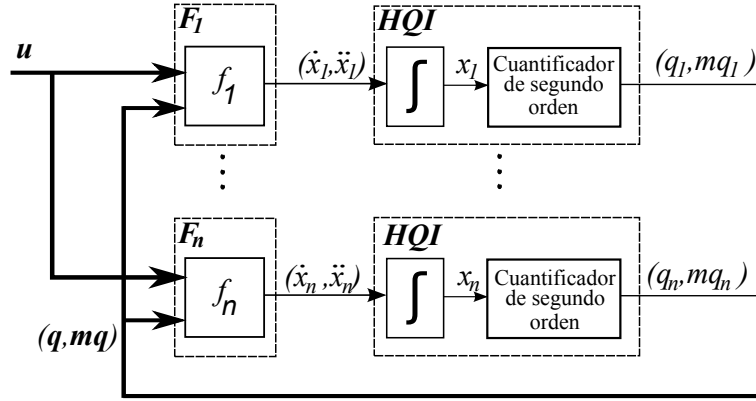 F₁
HQI
u
f₁
(ẋ₁,ẍ₁)
∫
x₁
Cuantificador
de segundo
orden
(q₁,mq₁)
Fₙ
HQI
fₙ
(ẋₙ,ẍₙ)
∫
xₙ
Cuantificador
de segundo
orden
(qₙ,mqₙ)
(q,mq)